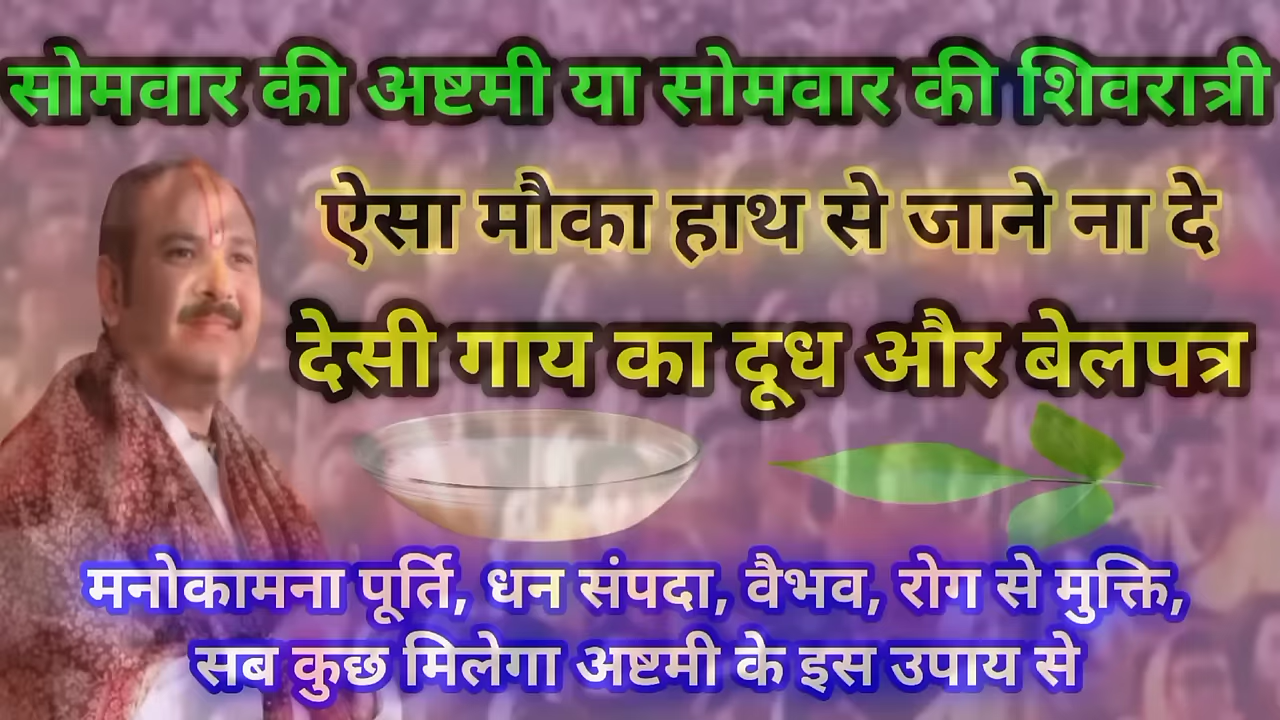 सोमवार की अष्टमी या सोमवार की शिवरात्री
ऐसा मौका हाथ से जाने ना दे
देसी गाय का दूध और बेलपत्र
मनोकामना पूर्ति, धन संपदा, वैभव, रोग से मुक्ति,
सब कुछ मिलेगा अष्टमी के इस उपाय से